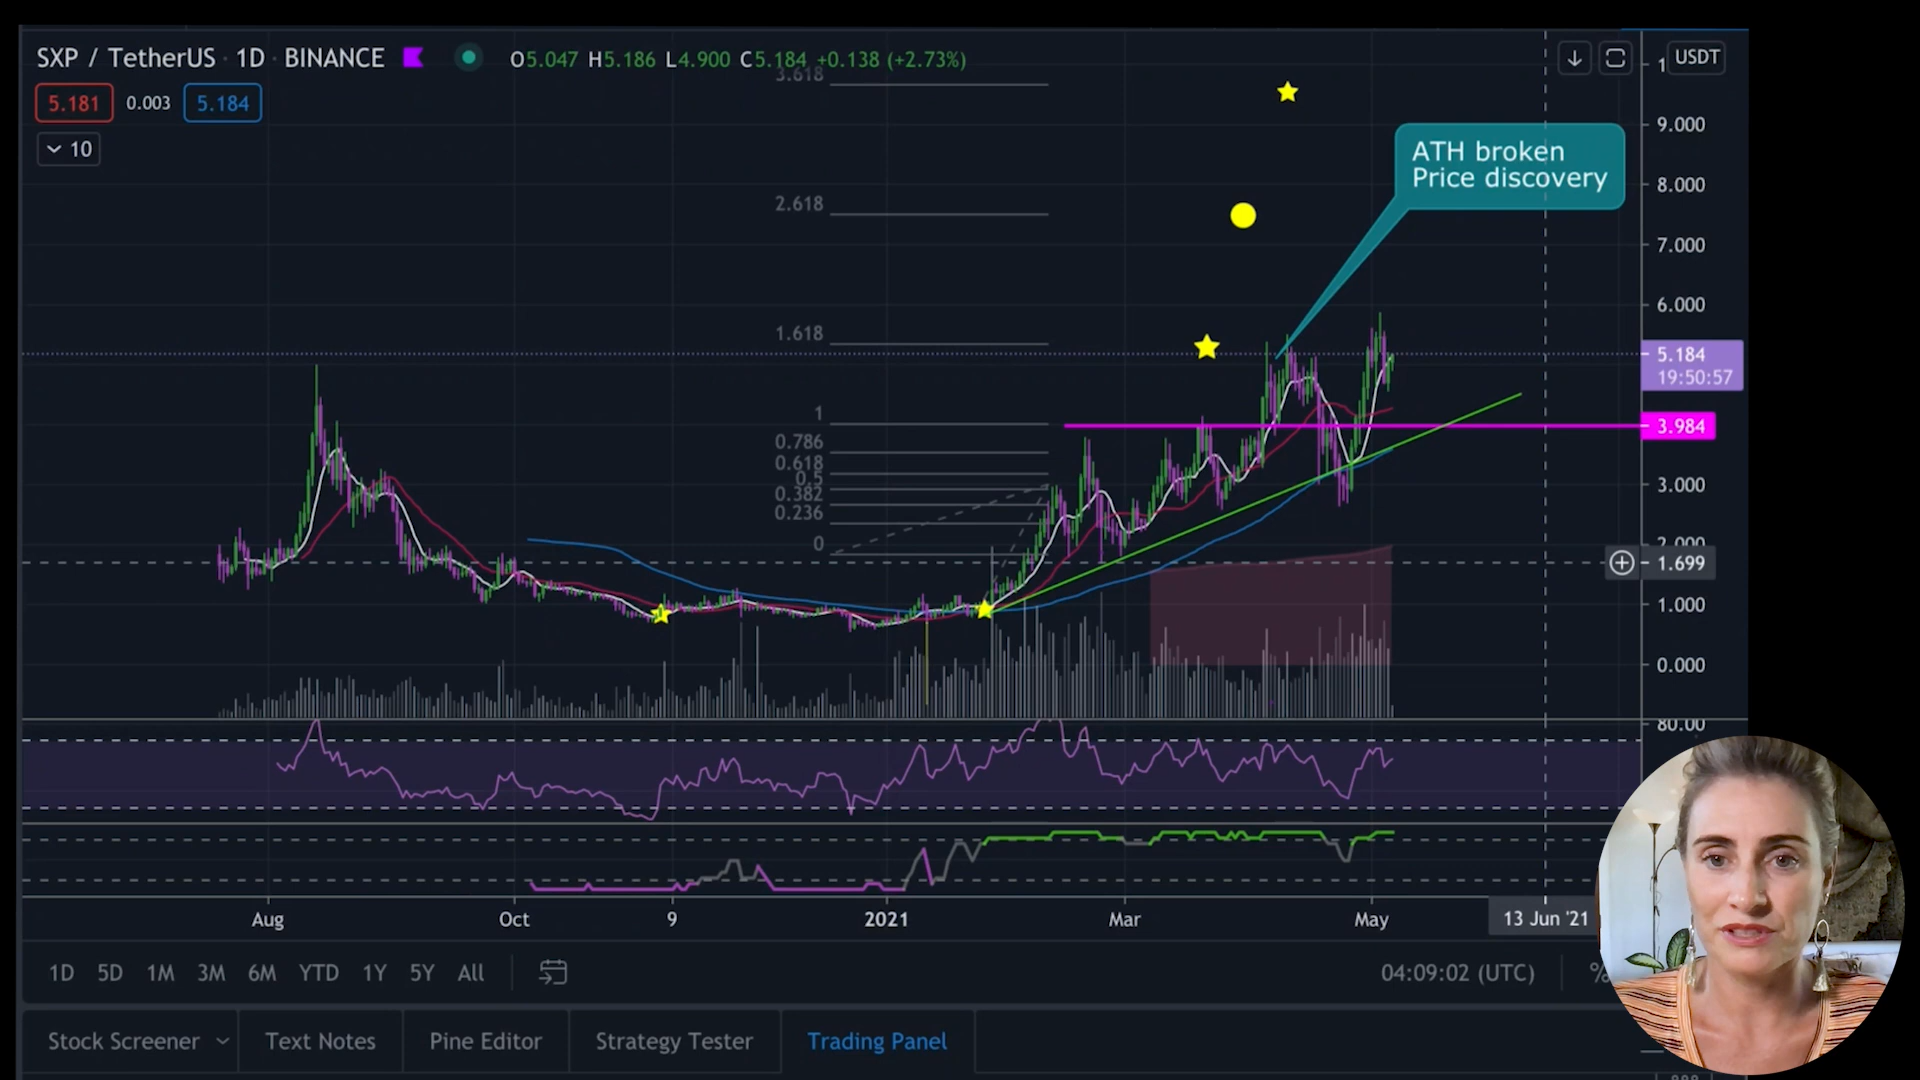 SXP / TetherUS · 1D · BINANCE
O5.047 H5.186 L4.900 C5.184 +0.138 (+2.73%)
USDT
5.181 0.003 5.184
10
3.618
2.618
1.618
1
0.786
0.618
0.5
0.382
0.236
0
ATH broken
Price discovery
9.000
8.000
7.000
6.000
5.184
19:50:57
3.984
3.000
2.000
1.699
1.000
0.000
80.00
Aug Oct 9 2021 Mar May 13 Jun '21
1D 5D 1M 3M 6M YTD 1Y 5Y All
04:09:02 (UTC) %
Stock Screener Text Notes Pine Editor Strategy Tester Trading Panel